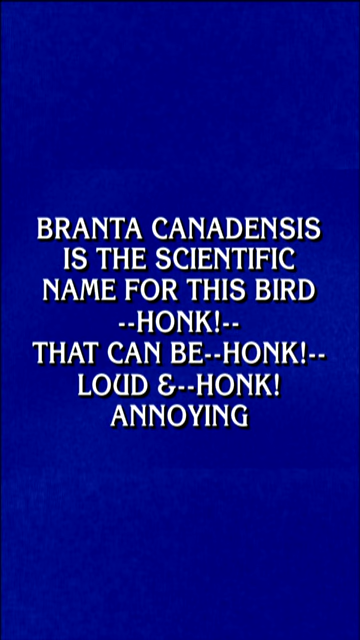 BRANTA CANADENSIS
IS THE SCIENTIFIC
NAME FOR THIS BIRD
--HONK!--
THAT CAN BE--HONK!--
LOUD &--HONK!
ANNOYING